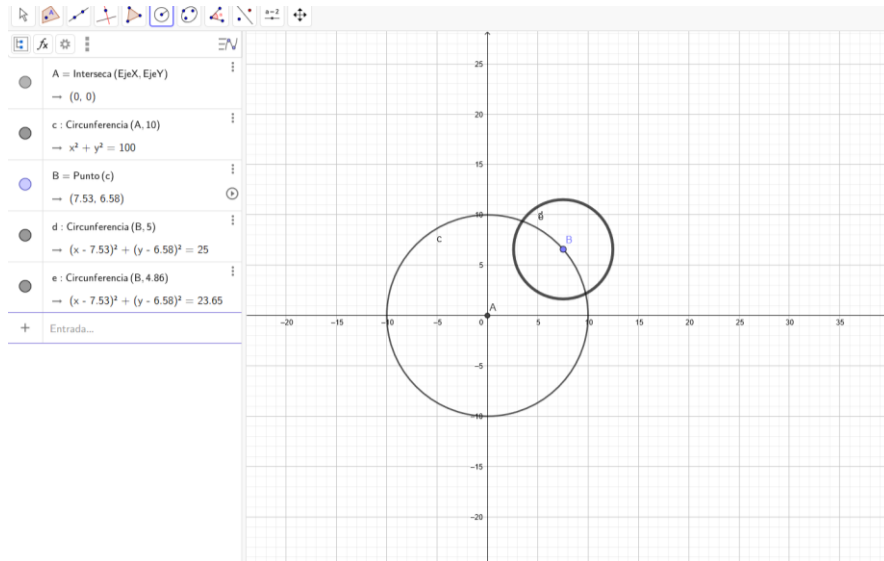 a=2
fx
A = Interseca (EjeX, EjeY)
→ (0, 0)
c : Circunferencia (A, 10)
→ x² + y² = 100
B = Punto (c)
→ (7.53, 6.58)
d : Circunferencia (B, 5)
→ (x - 7.53)² + (y - 6.58)² = 25
e : Circunferencia (B, 4.86)
→ (x - 7.53)² + (y - 6.58)² = 23.65
+ Entrada...
25
20
15
10
5
c
B
A
−20 −15 −10 −5 0 5 10 15 20 25 30 35
−5
−10
−15
−20